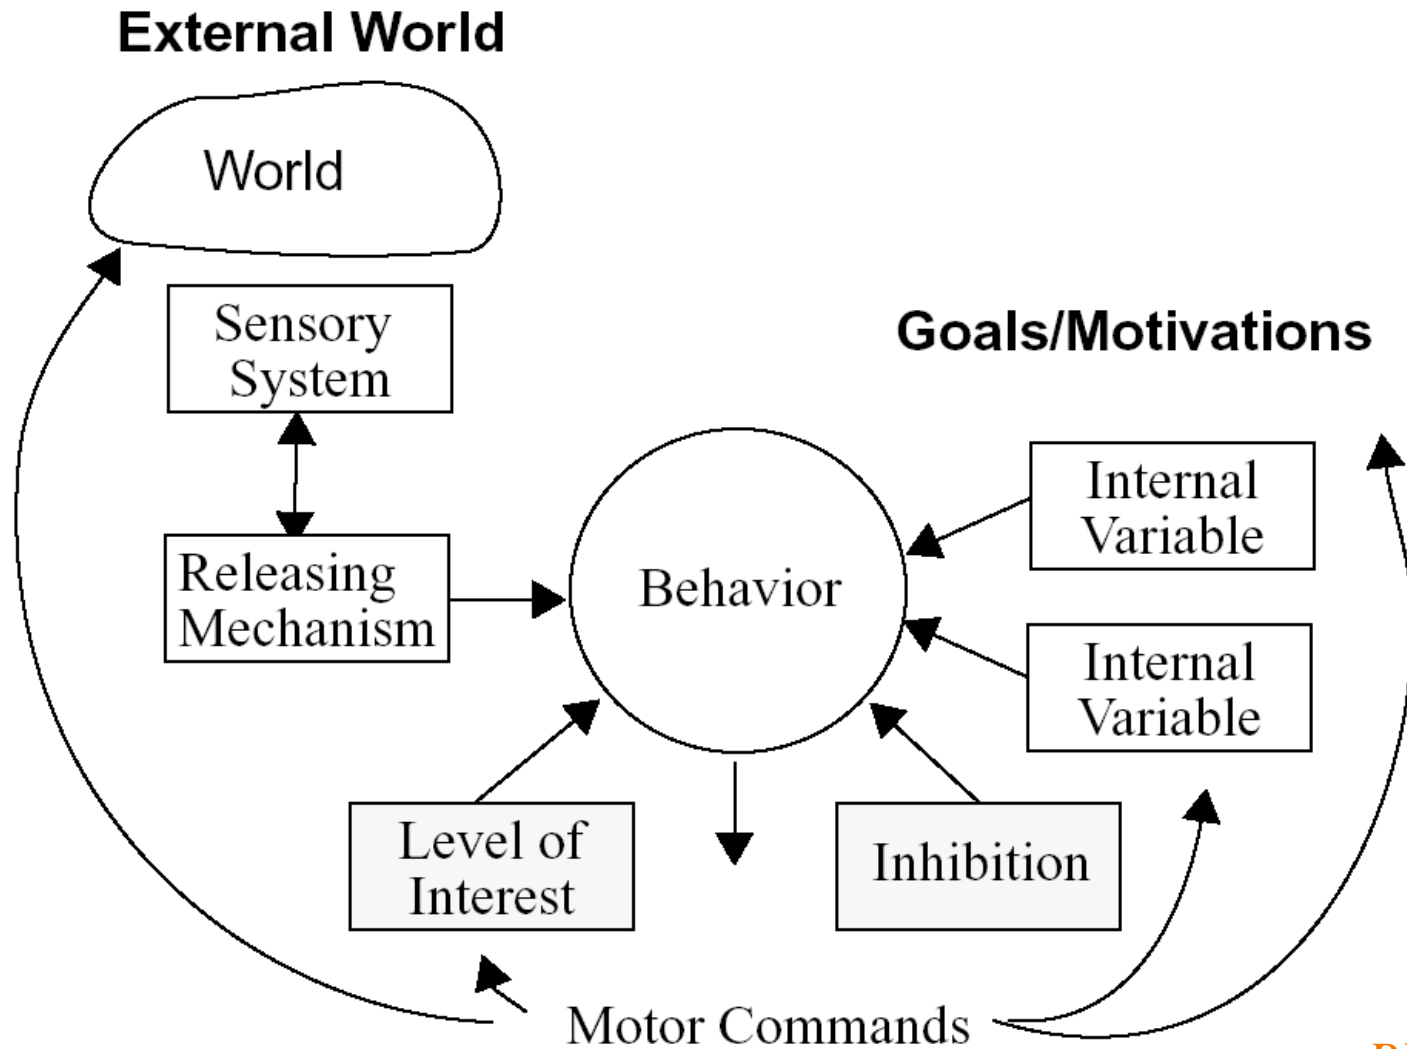 External World
World
Sensory
System
Goals/Motivations
Internal
Variable
Releasing
Mechanism
Behavior
Internal
Variable
Level of
Interest
Inhibition
Motor Commands